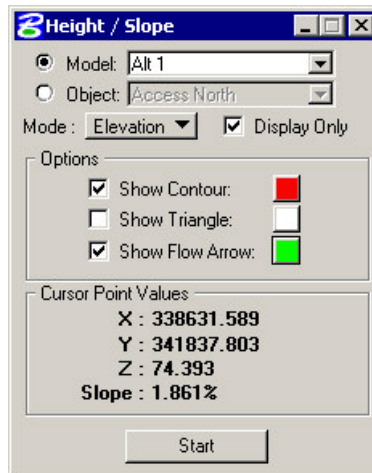 Height / Slope
Model: Alt 1
Object: Access North
Mode : Elevation Display Only
Options
Show Contour:
Show Triangle:
Show Flow Arrow:
Cursor Point Values
X : 338631.589
Y : 341837.803
Z : 74.393
Slope : 1.861%
Start